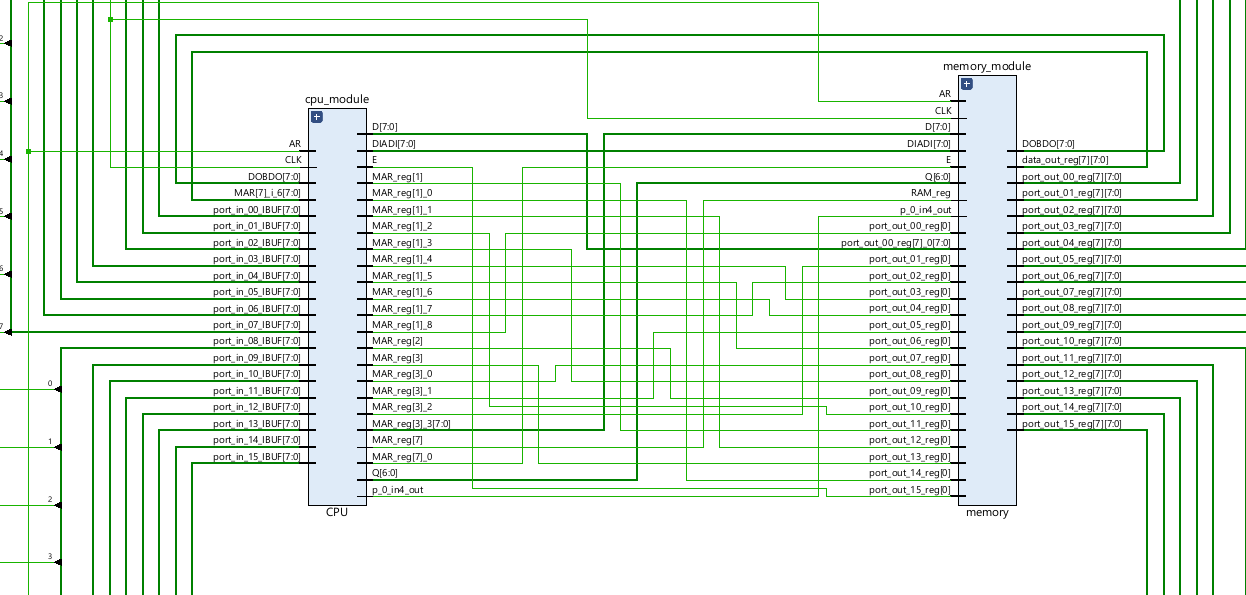 memory_module
cpu_module
AR
CLK
DOBDO[7:0]
MAR[7]_i_6[7:0]
port_in_00_IBUF[7:0]
port_in_01_IBUF[7:0]
port_in_02_IBUF[7:0]
port_in_03_IBUF[7:0]
port_in_04_IBUF[7:0]
port_in_05_IBUF[7:0]
port_in_06_IBUF[7:0]
port_in_07_IBUF[7:0]
port_in_08_IBUF[7:0]
port_in_09_IBUF[7:0]
port_in_10_IBUF[7:0]
port_in_11_IBUF[7:0]
port_in_12_IBUF[7:0]
port_in_13_IBUF[7:0]
port_in_14_IBUF[7:0]
port_in_15_IBUF[7:0]
D[7:0]
DIADI[7:0]
E
MAR_reg[1]
MAR_reg[1]_0
MAR_reg[1]_1
MAR_reg[1]_2
MAR_reg[1]_3
MAR_reg[1]_4
MAR_reg[1]_5
MAR_reg[1]_6
MAR_reg[1]_7
MAR_reg[1]_8
MAR_reg[2]
MAR_reg[3]
MAR_reg[3]_0
MAR_reg[3]_1
MAR_reg[3]_2
MAR_reg[3]_3[7:0]
MAR_reg[7]
MAR_reg[7]_0
Q[6:0]
p_0_in4_out
CPU
AR
CLK
D[7:0]
DIADI[7:0]
E
Q[6:0]
RAM_reg
p_0_in4_out
port_out_00_reg[0]
port_out_00_reg[7]_0[7:0]
port_out_01_reg[0]
port_out_02_reg[0]
port_out_03_reg[0]
port_out_04_reg[0]
port_out_05_reg[0]
port_out_06_reg[0]
port_out_07_reg[0]
port_out_08_reg[0]
port_out_09_reg[0]
port_out_10_reg[0]
port_out_11_reg[0]
port_out_12_reg[0]
port_out_13_reg[0]
port_out_14_reg[0]
port_out_15_reg[0]
DOBDO[7:0]
data_out_reg[7][7:0]
port_out_00_reg[7][7:0]
port_out_01_reg[7][7:0]
port_out_02_reg[7][7:0]
port_out_03_reg[7][7:0]
port_out_04_reg[7][7:0]
port_out_05_reg[7][7:0]
port_out_06_reg[7][7:0]
port_out_07_reg[7][7:0]
port_out_08_reg[7][7:0]
port_out_09_reg[7][7:0]
port_out_10_reg[7][7:0]
port_out_11_reg[7][7:0]
port_out_12_reg[7][7:0]
port_out_13_reg[7][7:0]
port_out_14_reg[7][7:0]
port_out_15_reg[7][7:0]
memory
2
3
4
5
6
7
0
1
2
3